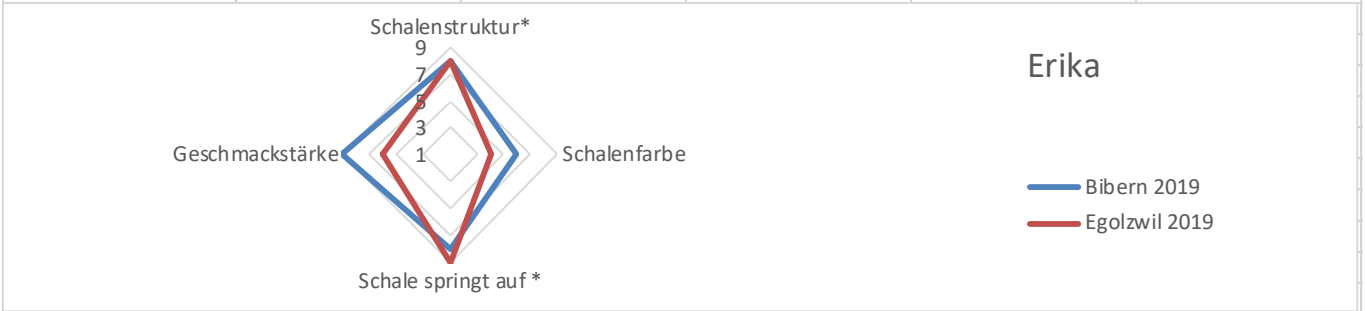 Schalenstruktur*
9
7
5
3
1
Geschmackstärke
Schalenfarbe
Schale springt auf *
Erika
Bibern 2019
Egolzwil 2019